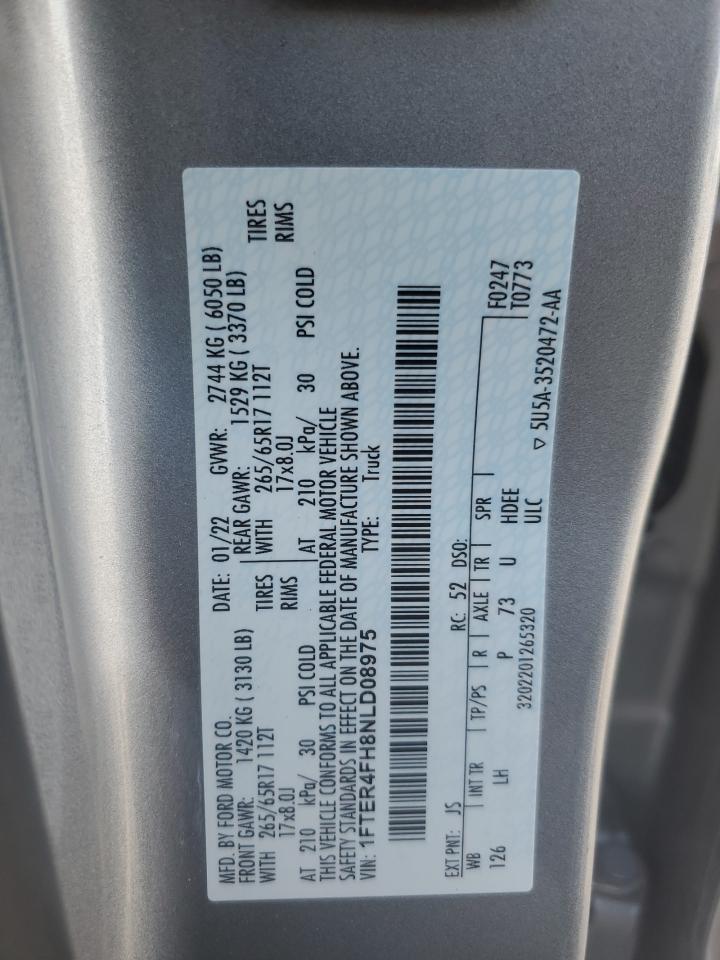 MFD. BY FORD MOTOR CO. DATE: 01/22 GVWR: 2744 KG ( 6050 LB)
FRONT GAWR: 1420 KG ( 3130 LB) REAR GAWR: 1529 KG ( 3370 LB)
WITH 265/65R17 112T TIRES WITH 265/65R17 112T TIRES
17x8.0J RIMS 17x8.0J RIMS
AT 210 kPa/ 30 PSI COLD AT 210 kPa/ 30 PSI COLD
THIS VEHICLE CONFORMS TO ALL APPLICABLE FEDERAL MOTOR VEHICLE
SAFETY STANDARDS IN EFFECT ON THE DATE OF MANUFACTURE SHOWN ABOVE.
VIN: 1FTER4FH8NLD08975 TYPE: Truck
EXT PNT: JS RC: 52 DSO:
WB INT TR TP/PS R AXLE TR SPR F0247
126 LH P 73 U HDEE T0773
3202201265320 ULC
▽ 5U5A-3520472-AA